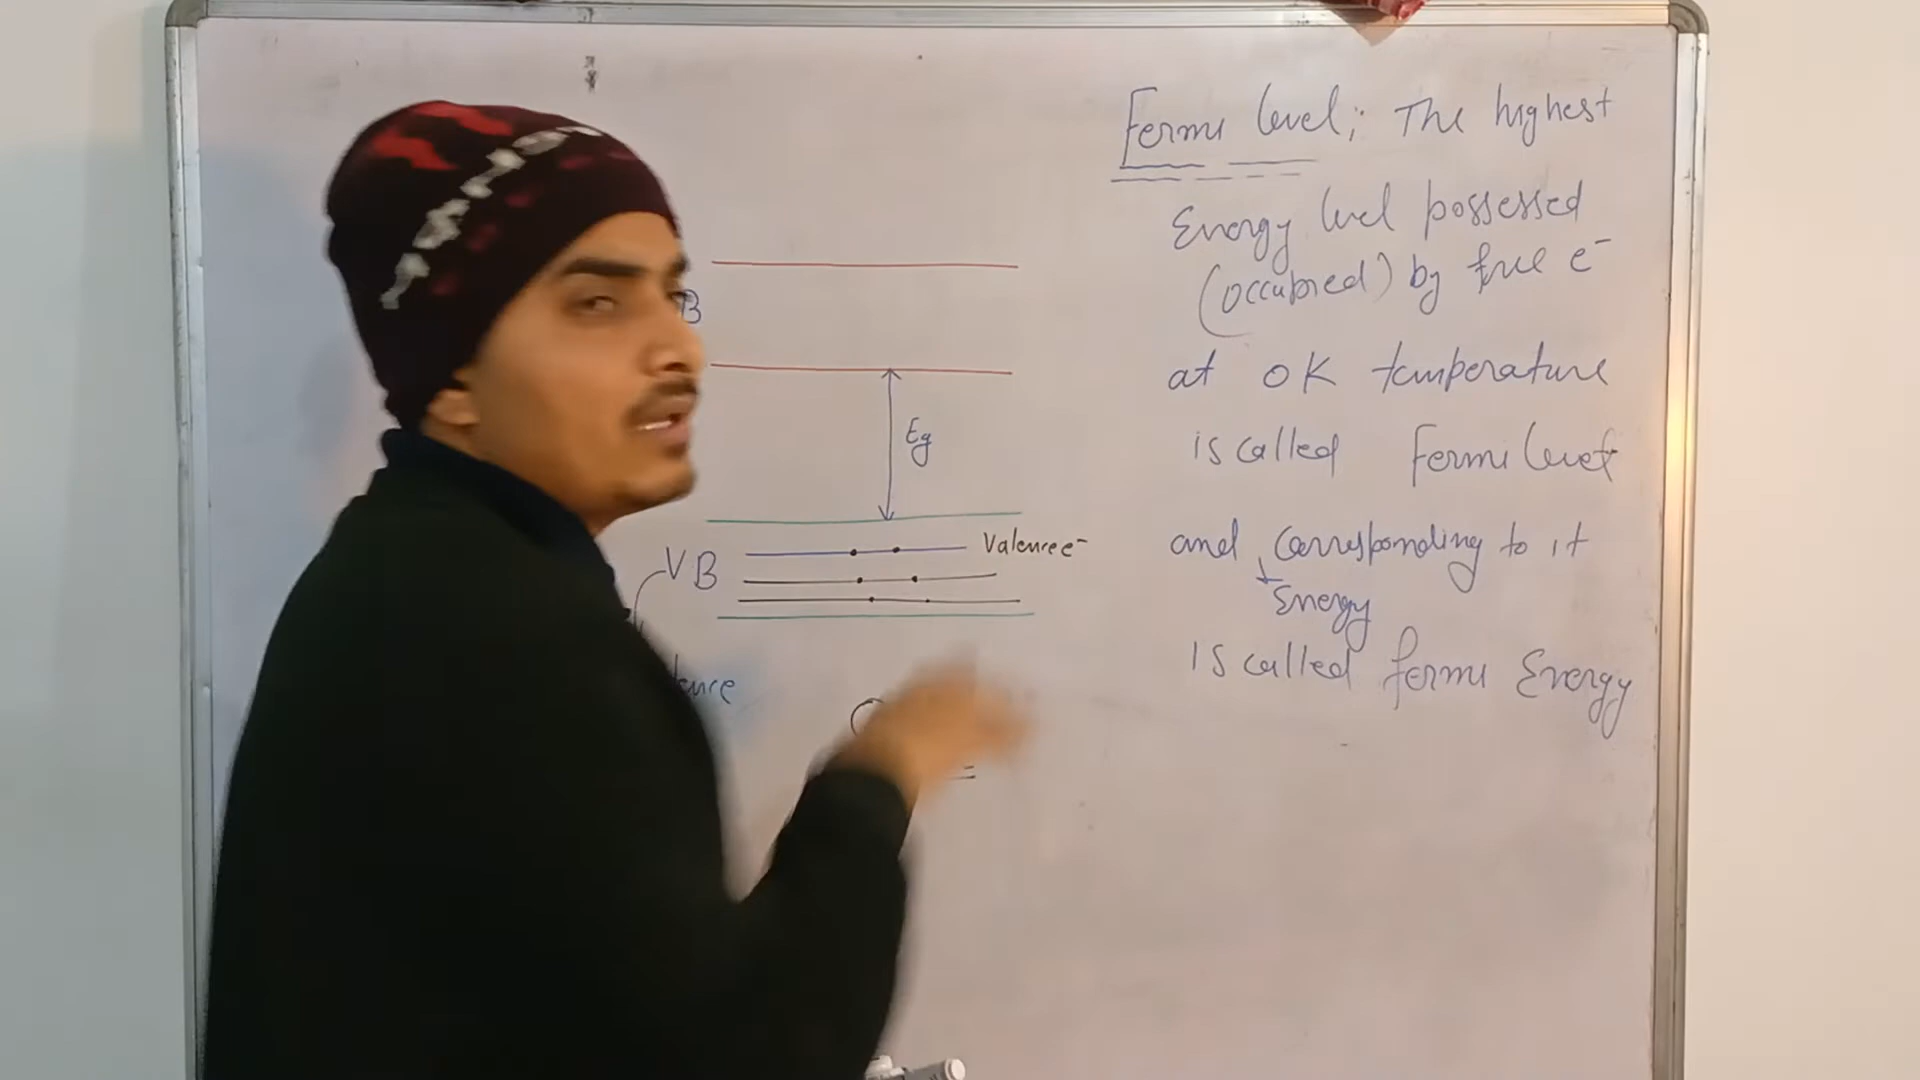 Fermi level; The highest
Energy level possessed
(occupied) by free e-
at 0K temperature
is called Fermi level
and corresponding to it
Energy
is called fermi Energy
B
Eg
Valence e-
VB